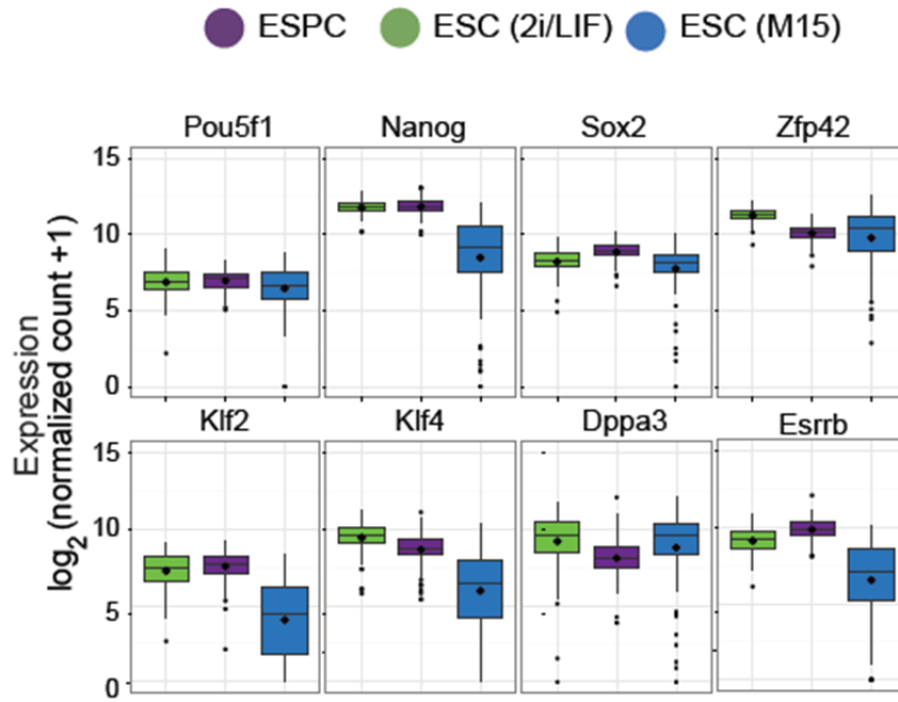 ESPC ESC (2i/LIF) ESC (M15)
Pou5f1 Nanog Sox2 Zfp42
15
10
5
0
Expression
log2 (normalized count +1)
Klf2 Klf4 Dppa3 Esrrb
15
10
5
0